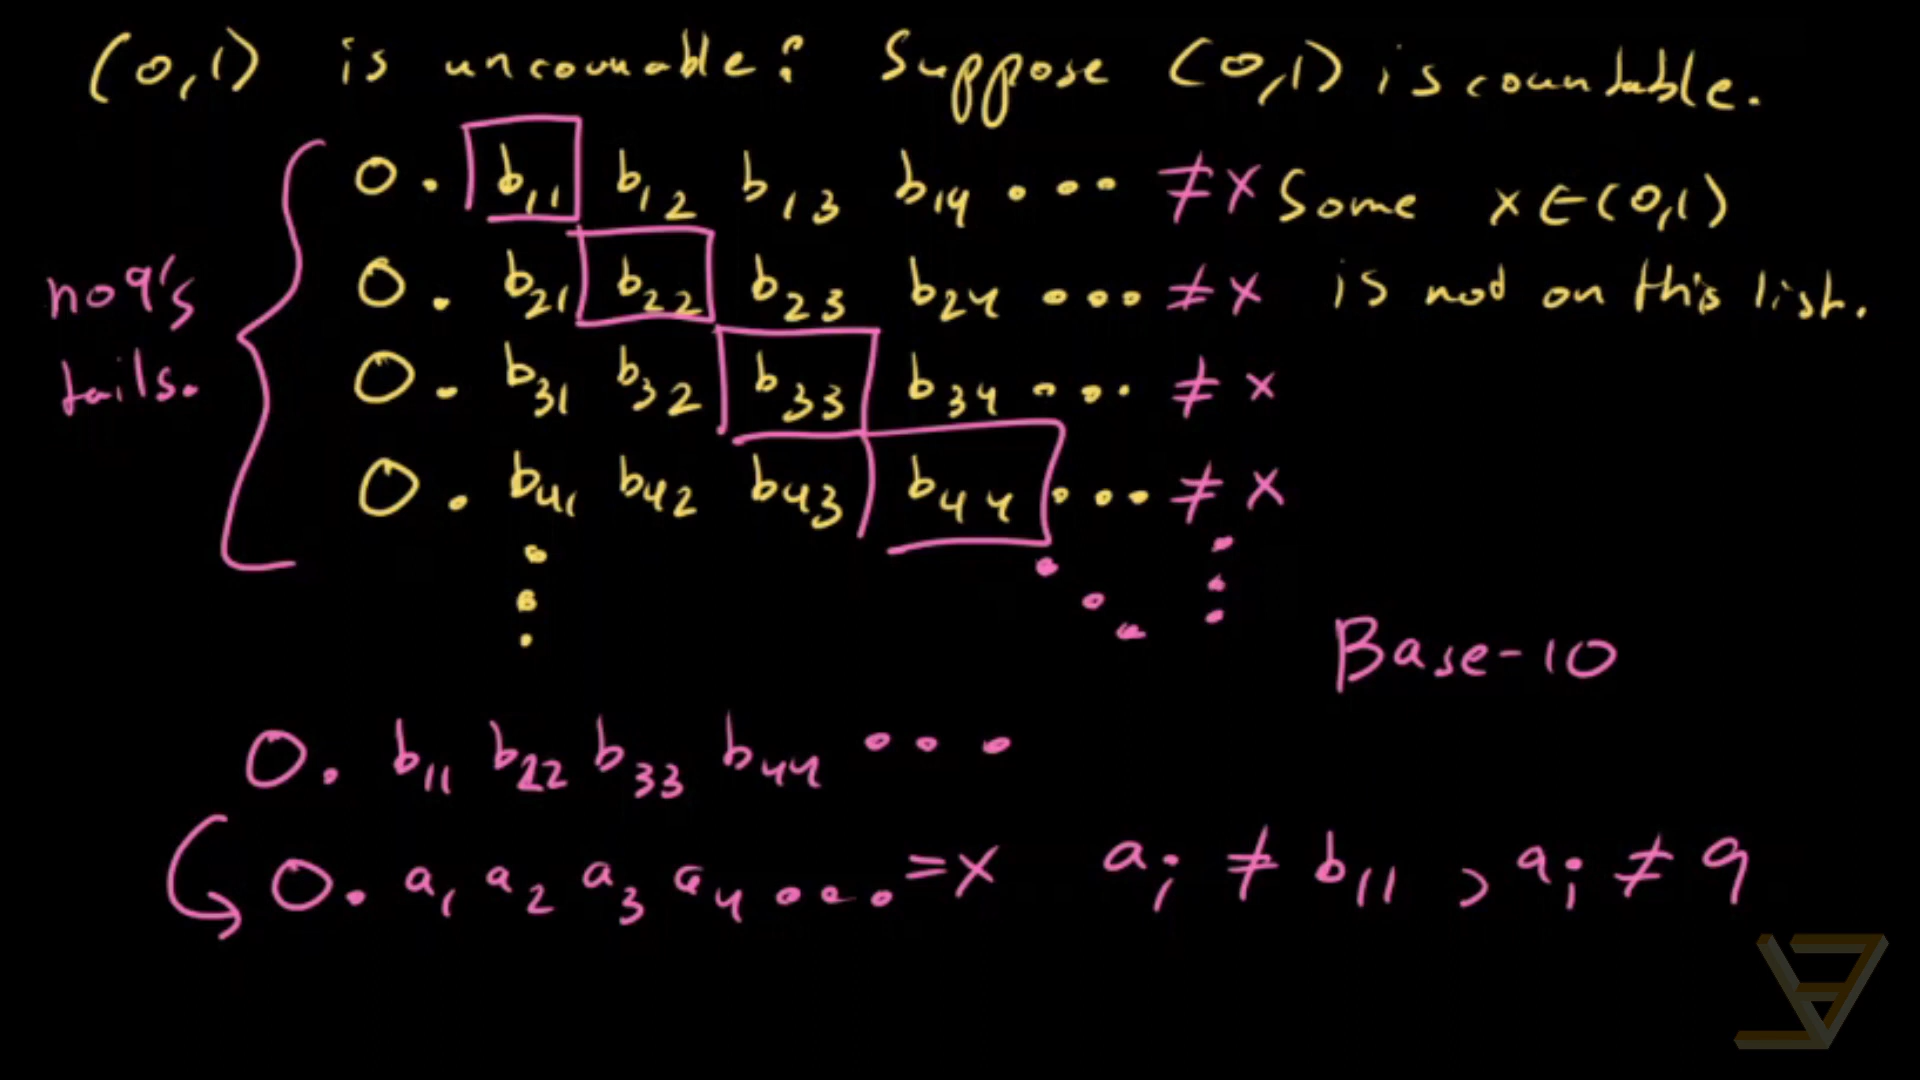 (0,1) is uncounable: Suppose (0,1) is countable.
0. b₁₁ b₁₂ b₁₃ b₁₄ ... ≠ x Some x ∈ (0,1)
no 9's 0. b₂₁ b₂₂ b₂₃ b₂₄ ... ≠ x is not on this list.
tails. 0. b₃₁ b₃₂ b₃₃ b₃₄ ... ≠ x
0. b₄₁ b₄₂ b₄₃ b₄₄ ... ≠ x
Base-10
0. b₁₁ b₂₂ b₃₃ b₄₄ ...
0. a₁ a₂ a₃ a₄ ... = x aᵢ ≠ b₁₁, aᵢ ≠ 9